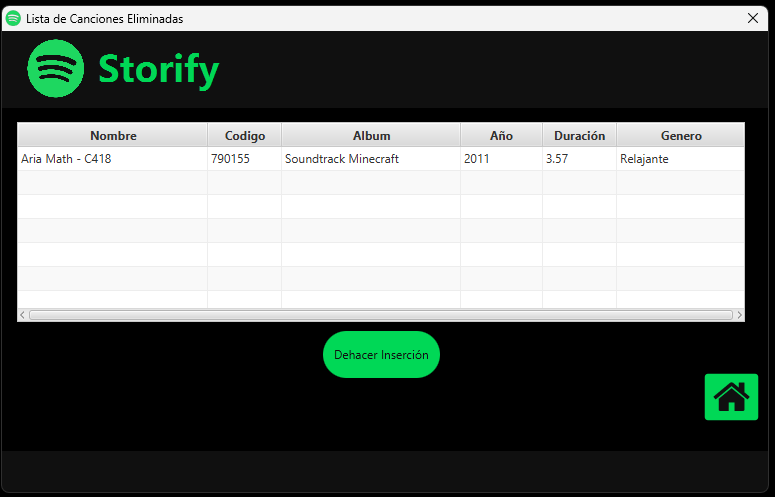 Lista de Canciones Eliminadas
Storify
Nombre Codigo Album Año Duración Genero
Aria Math - C418 790155 Soundtrack Minecraft 2011 3.57 Relajante
Dehacer Inserción